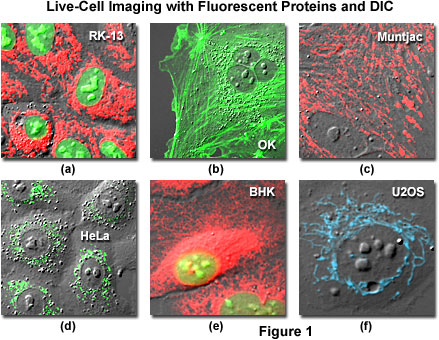 Live-Cell Imaging with Fluorescent Proteins and DIC
RK-13
OK
Muntjac
(a)
(b)
(c)
HeLa
BHK
U2OS
(d)
(e)
(f)
Figure 1